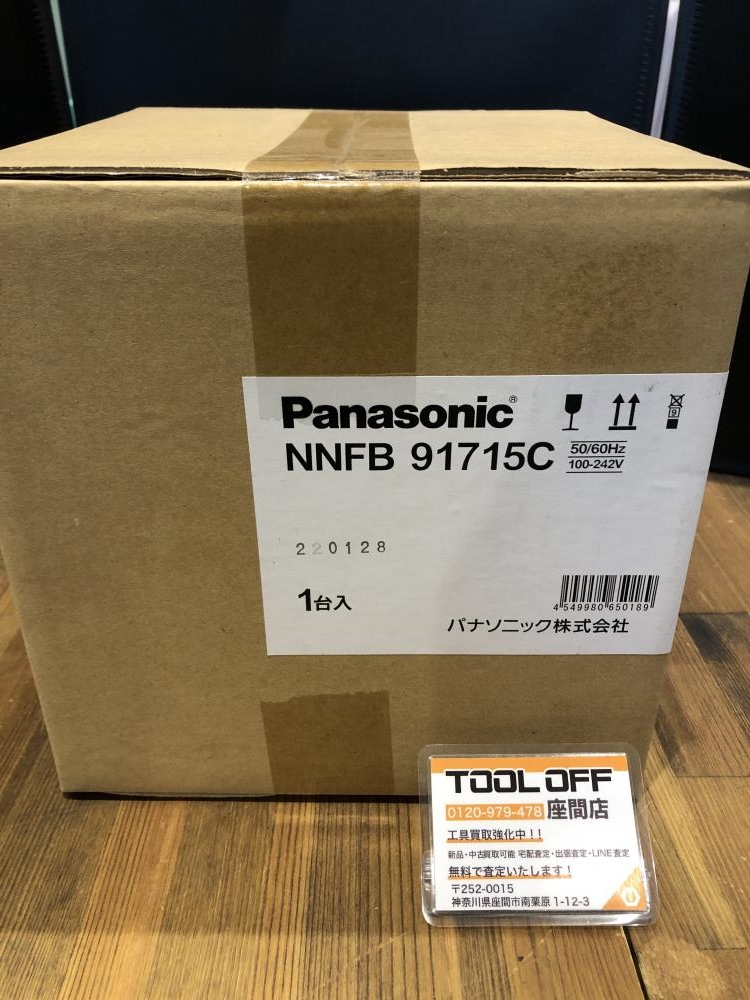 Panasonic®
NNFB 91715C
50/60Hz
100-242V
9
220128
1台入
4 549980 650189
パナソニック株式会社
TOOL OFF
0120-979-478 座間店
工具買取強化中!!
新品・中古買取可能 宅配査定・出張査定・LINE査定
無料で査定いたします!
〒252-0015
神奈川県座間市南栗原1-12-3